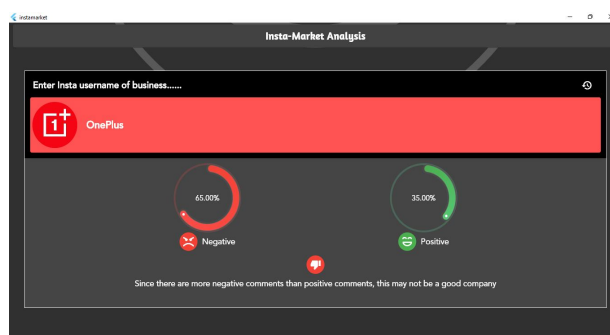 instamarket
Insta-Market Analysis
Enter Insta username of business......
1+
OnePlus
65.00%
35.00%
Negative
Positive
Since there are more negative comments than positive comments, this may not be a good company